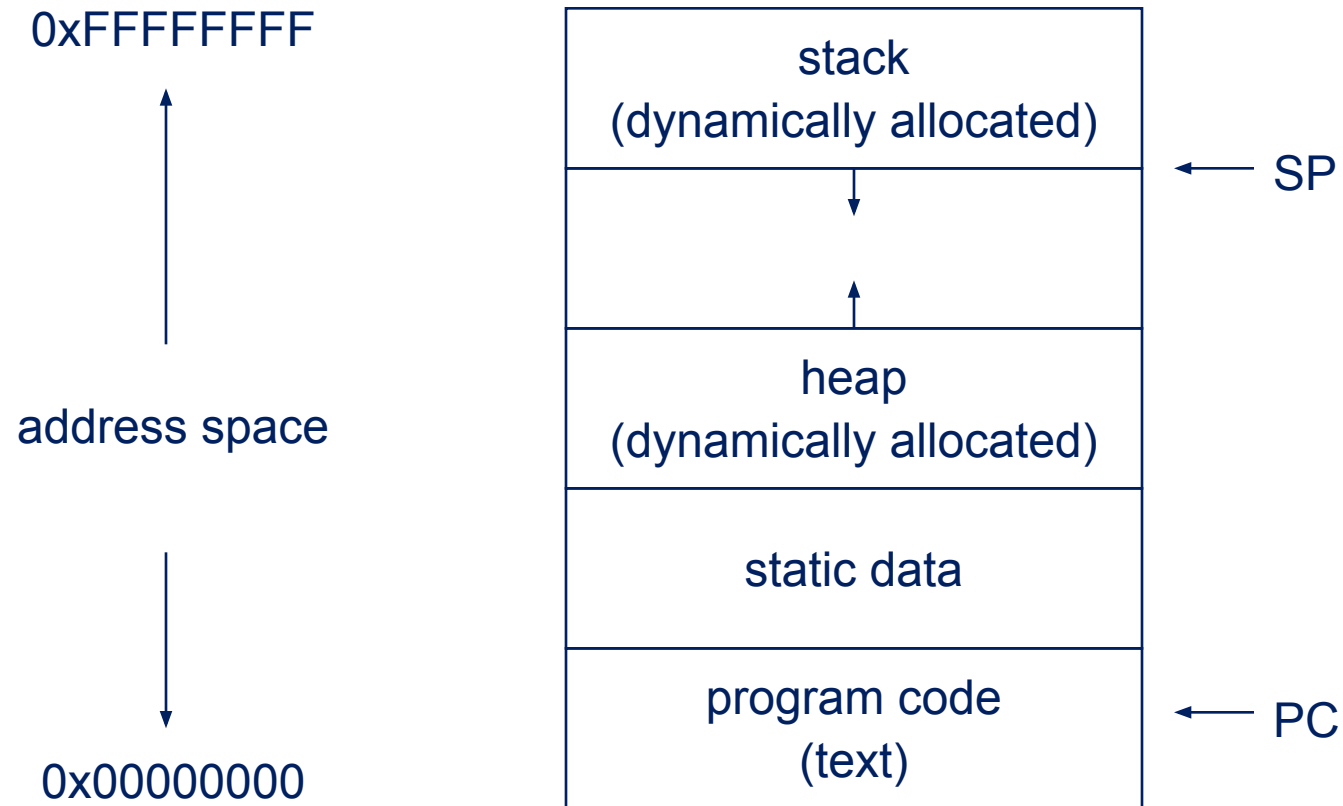 0xFFFFFFFF
stack
(dynamically allocated)
SP
heap
(dynamically allocated)
address space
static data
program code
(text)
PC
0x00000000